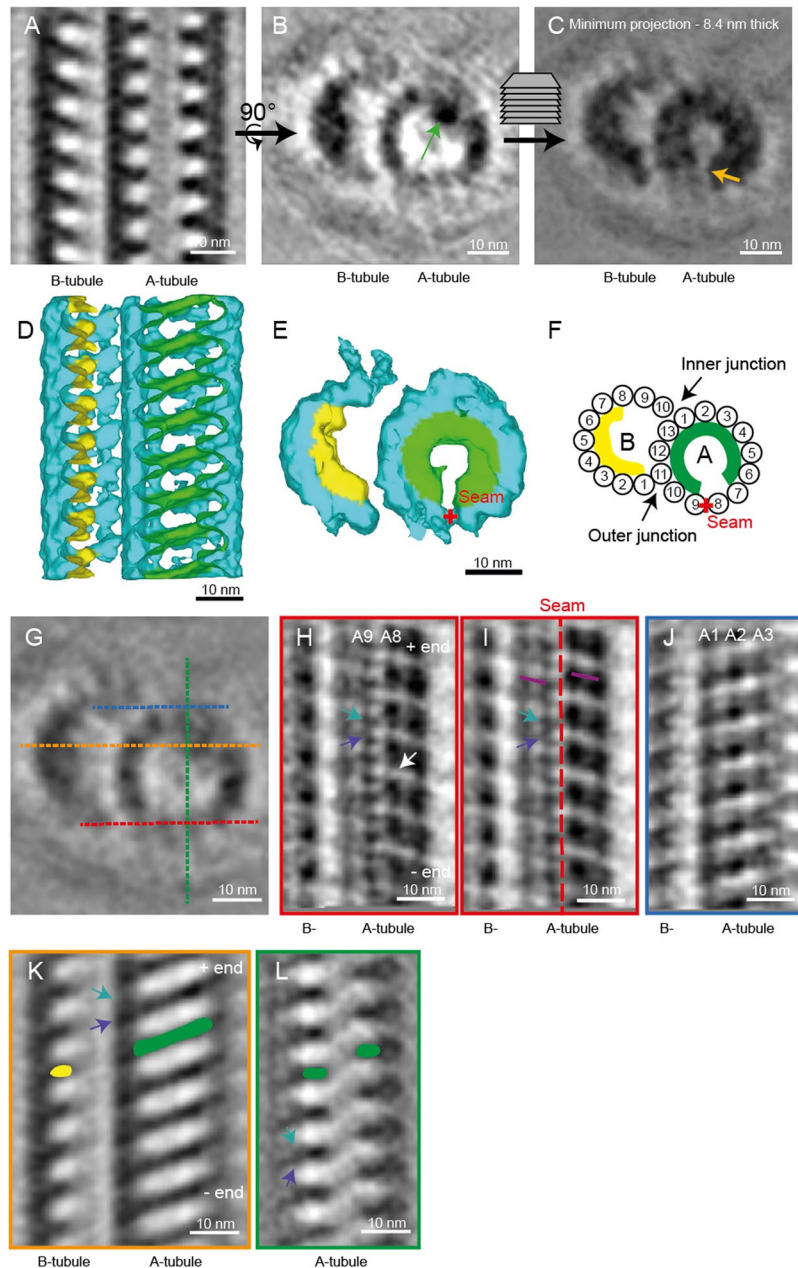 A
10 nm
B-tubule
A-tubule
90°
B
10 nm
B-tubule
A-tubule
C Minimum projection - 8.4 nm thick
10 nm
B-tubule
A-tubule
D
10 nm
E
Seam
10 nm
F
Inner junction
7 8 9 10
6 5 4 3 2 1
B
1 2 3 4 5 6 7 8 9 10 11 12 13
A
Seam
Outer junction
G
10 nm
Seam
H
A9 A8
+ end
- end
10 nm
B-
A-tubule
I
10 nm
B-
A-tubule
J
A1 A2 A3
10 nm
B-
A-tubule
K
+ end
- end
10 nm
B-tubule
A-tubule
L
10 nm
A-tubule